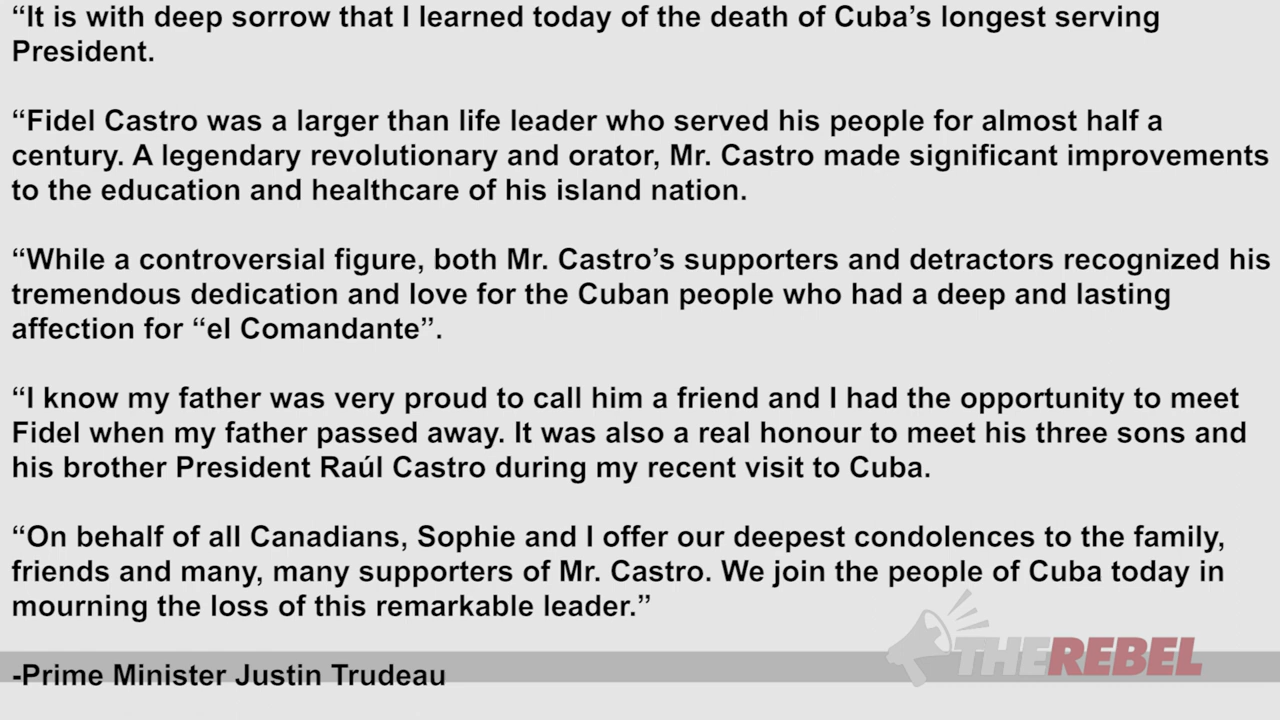 “It is with deep sorrow that I learned today of the death of Cuba’s longest serving
President.
“Fidel Castro was a larger than life leader who served his people for almost half a
century. A legendary revolutionary and orator, Mr. Castro made significant improvements
to the education and healthcare of his island nation.
“While a controversial figure, both Mr. Castro’s supporters and detractors recognized his
tremendous dedication and love for the Cuban people who had a deep and lasting
affection for “el Comandante”.
“I know my father was very proud to call him a friend and I had the opportunity to meet
Fidel when my father passed away. It was also a real honour to meet his three sons and
his brother President Raúl Castro during my recent visit to Cuba.
“On behalf of all Canadians, Sophie and I offer our deepest condolences to the family,
friends and many, many supporters of Mr. Castro. We join the people of Cuba today in
mourning the loss of this remarkable leader.”
THEREBEL
-Prime Minister Justin Trudeau